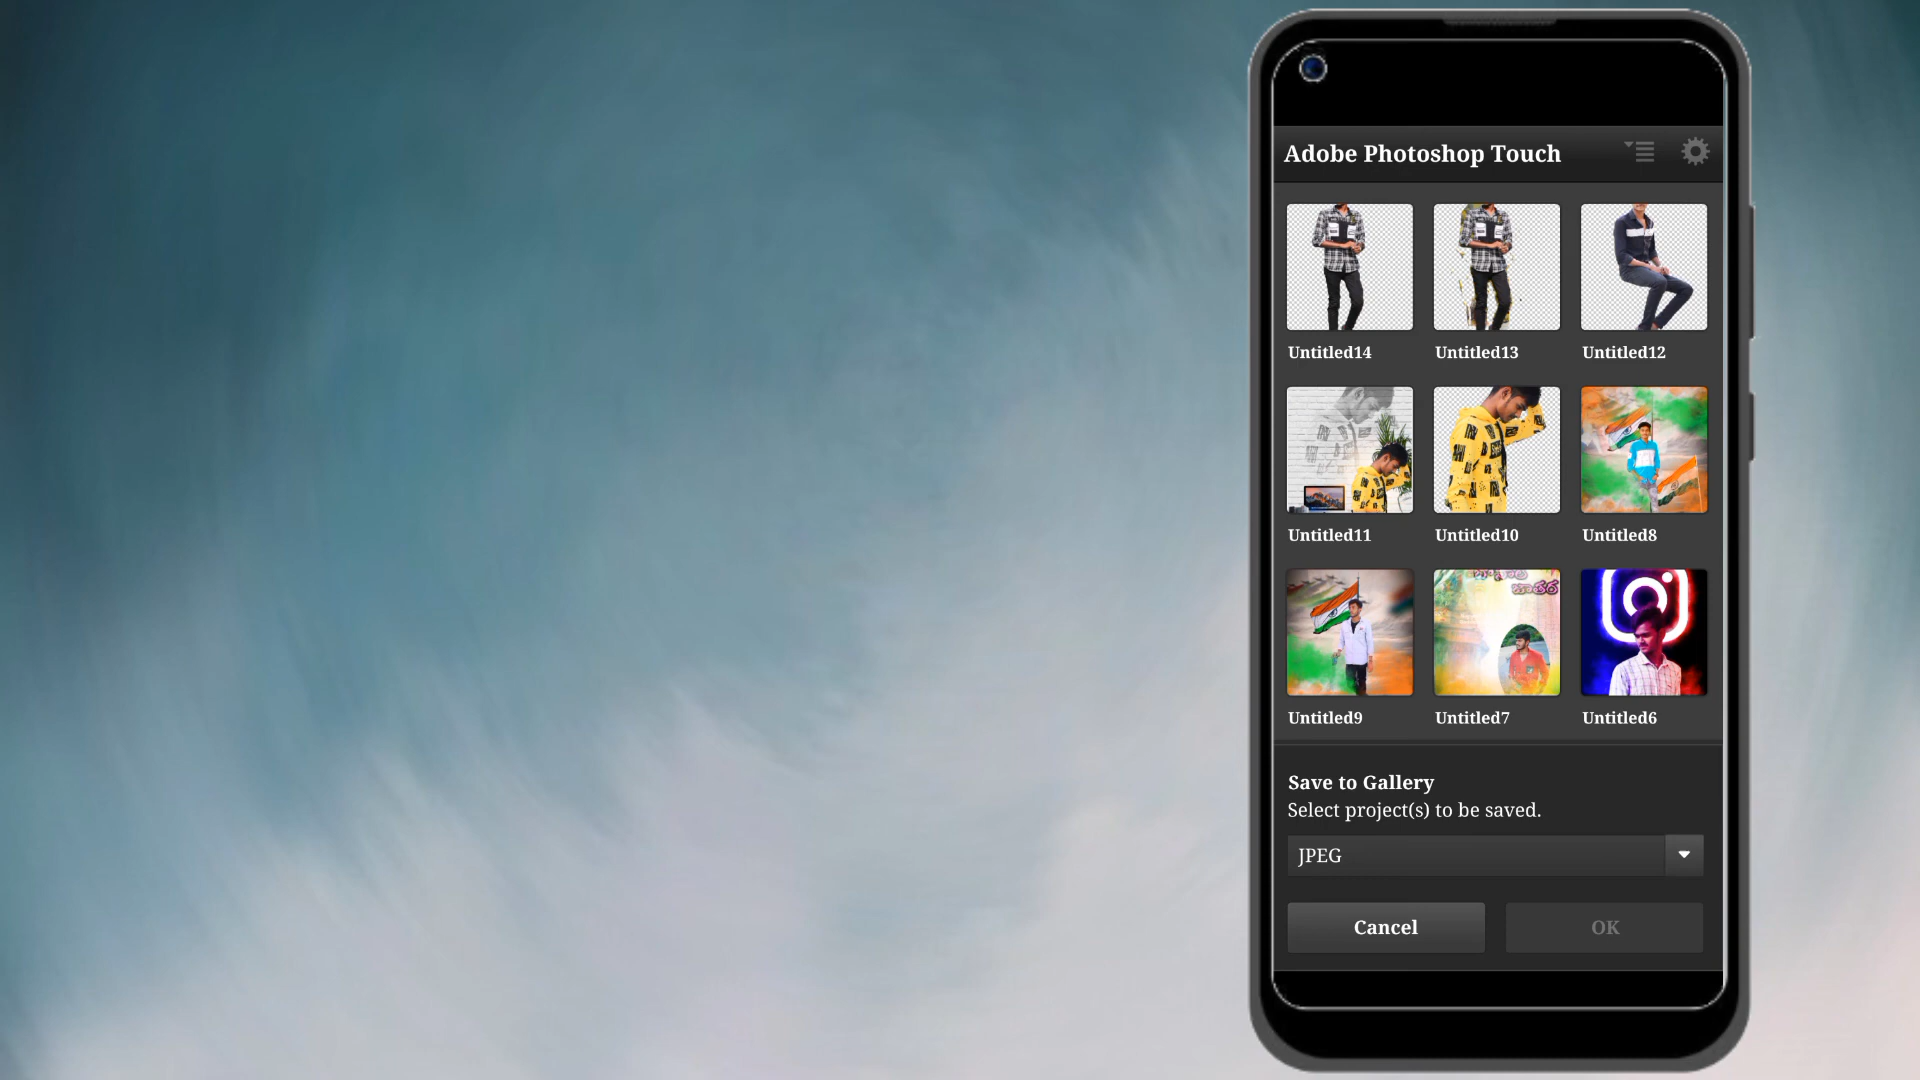 Adobe Photoshop Touch
Untitled14
Untitled13
Untitled12
Untitled11
Untitled10
Untitled8
Untitled9
Untitled7
Untitled6
Save to Gallery
Select project(s) to be saved.
JPEG
Cancel
OK